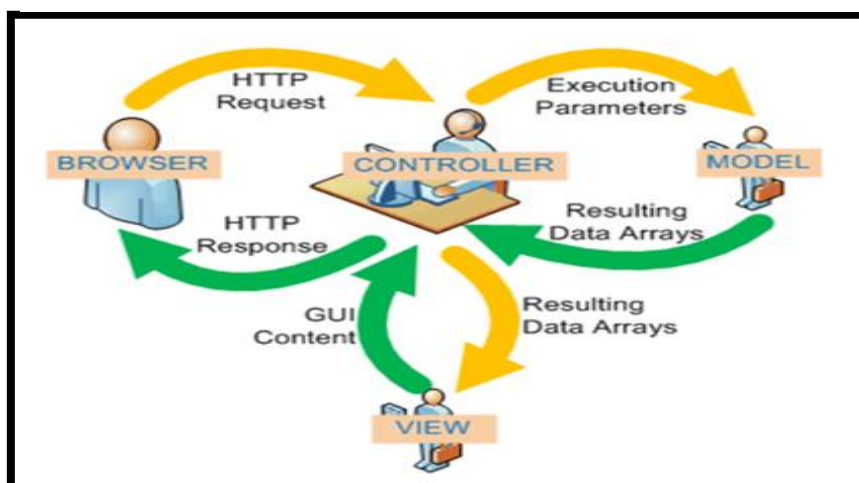 HTTP
Request
Execution
Parameters
BROWSER
CONTROLLER
MODEL
HTTP
Response
Resulting
Data Arrays
GUI
Content
Resulting
Data Arrays
VIEW